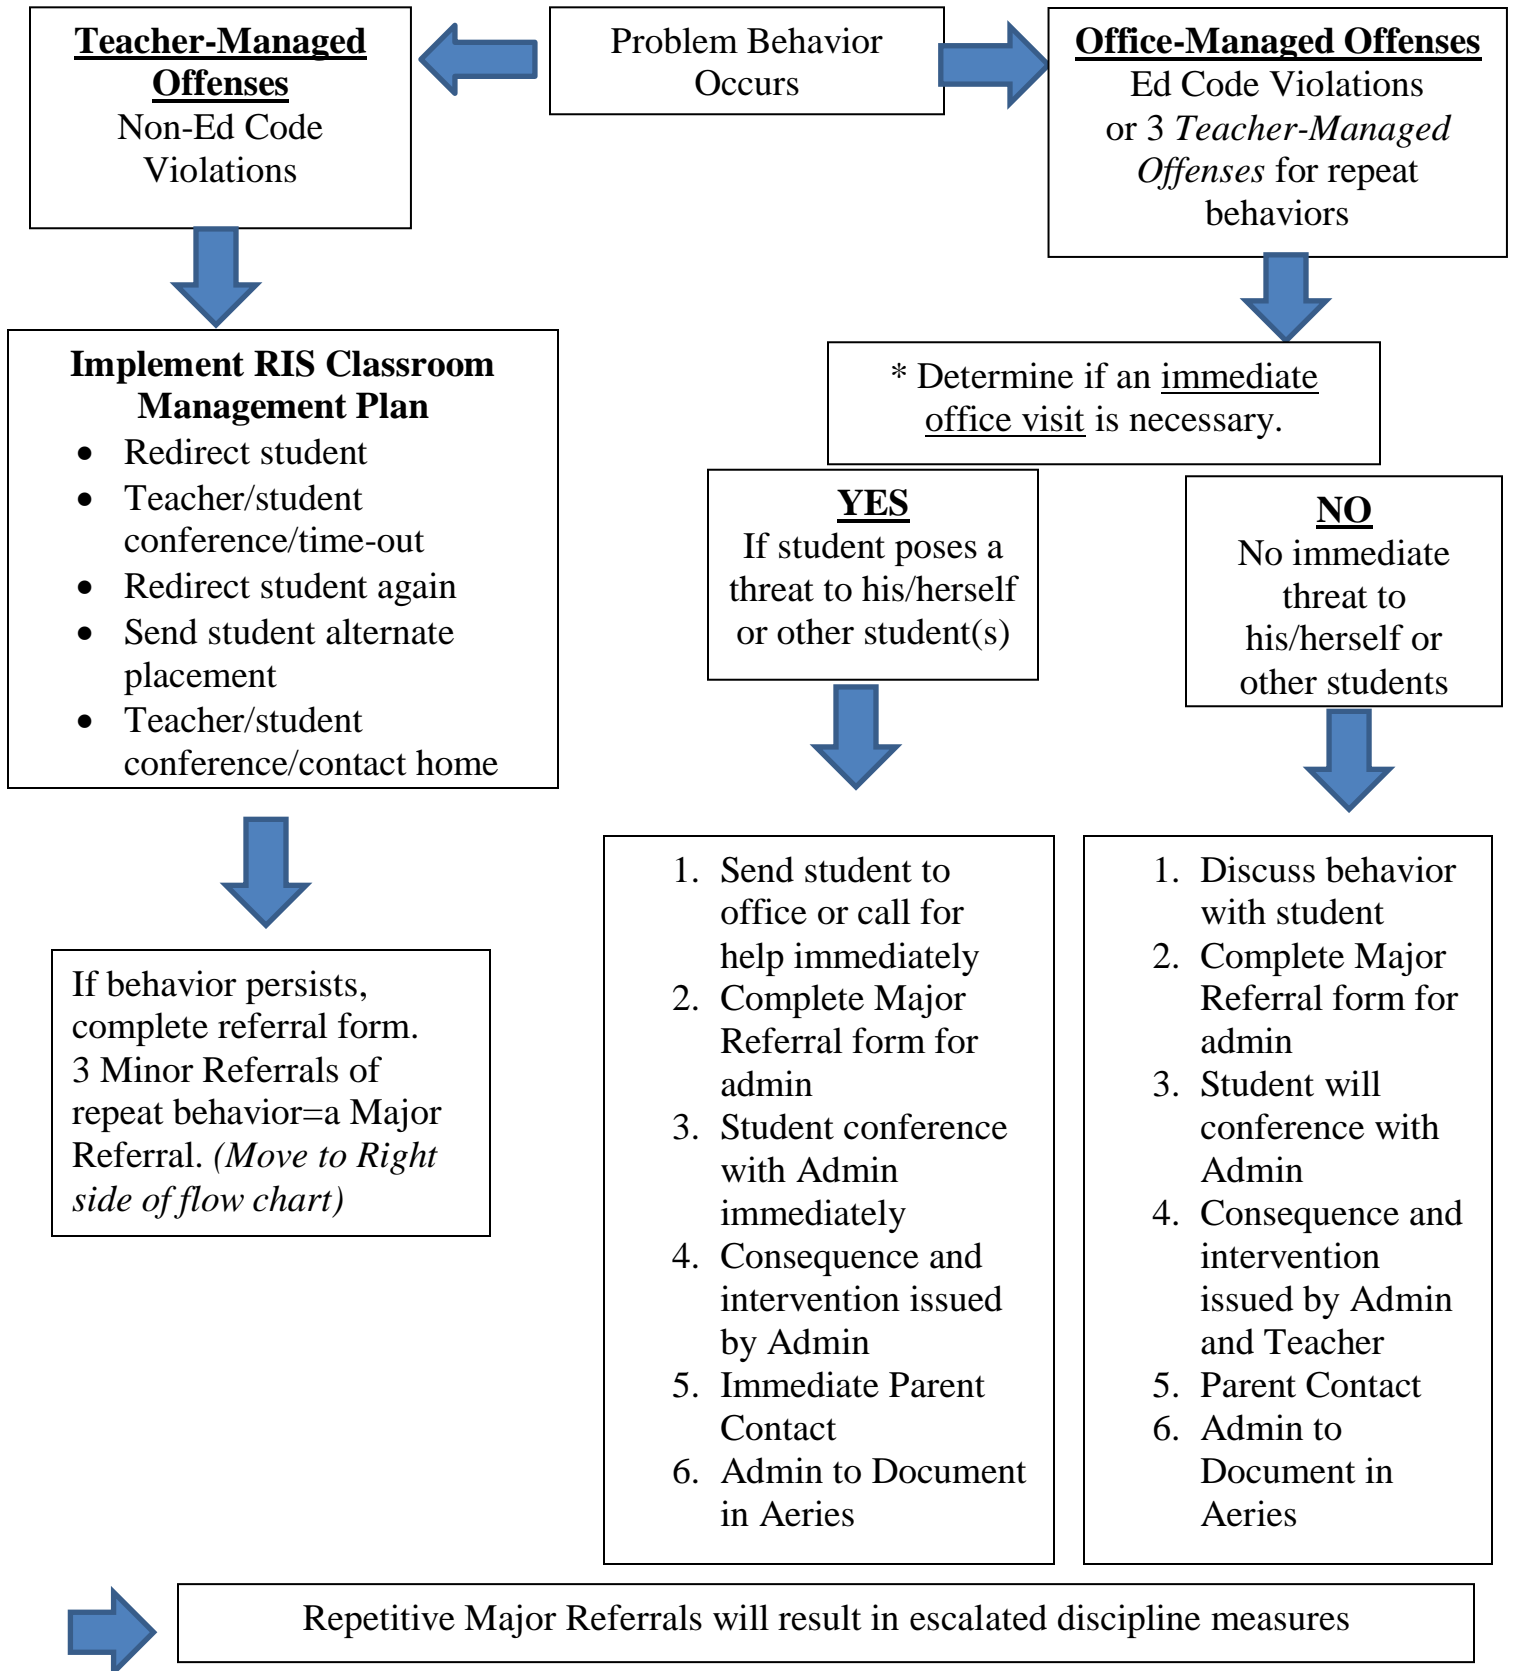 Problem Behavior
Occurs
Teacher-Managed
Offenses
Non-Ed Code
Violations
Office-Managed Offenses
Ed Code Violations
or 3 Teacher-Managed
Offenses for repeat
behaviors
Implement RIS Classroom
Management Plan
• Redirect student
• Teacher/student
conference/time-out
• Redirect student again
• Send student alternate
placement
• Teacher/student
conference/contact home
If behavior persists,
complete referral form.
3 Minor Referrals of
repeat behavior=a Major
Referral. (Move to Right
side of flow chart)
* Determine if an immediate
office visit is necessary.
YES
If student poses a
threat to his/herself
or other student(s)
1. Send student to
office or call for
help immediately
2. Complete Major
Referral form for
admin
3. Student conference
with Admin
immediately
4. Consequence and
intervention issued
by Admin
5. Immediate Parent
Contact
6. Admin to Document
in Aeries
NO
No immediate
threat to
his/herself or
other students
1. Discuss behavior
with student
2. Complete Major
Referral form for
admin
3. Student will
conference with
Admin
4. Consequence and
intervention
issued by Admin
and Teacher
5. Parent Contact
6. Admin to
Document in
Aeries
Repetitive Major Referrals will result in escalated discipline measures